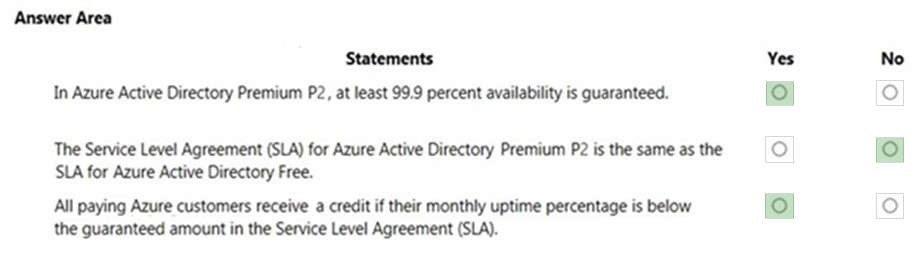 Answer Area
Statements Yes No
In Azure Active Directory Premium P2, at least 99.9 percent availability is guaranteed.
The Service Level Agreement (SLA) for Azure Active Directory Premium P2 is the same as the
SLA for Azure Active Directory Free.
All paying Azure customers receive a credit if their monthly uptime percentage is below
the guaranteed amount in the Service Level Agreement (SLA).